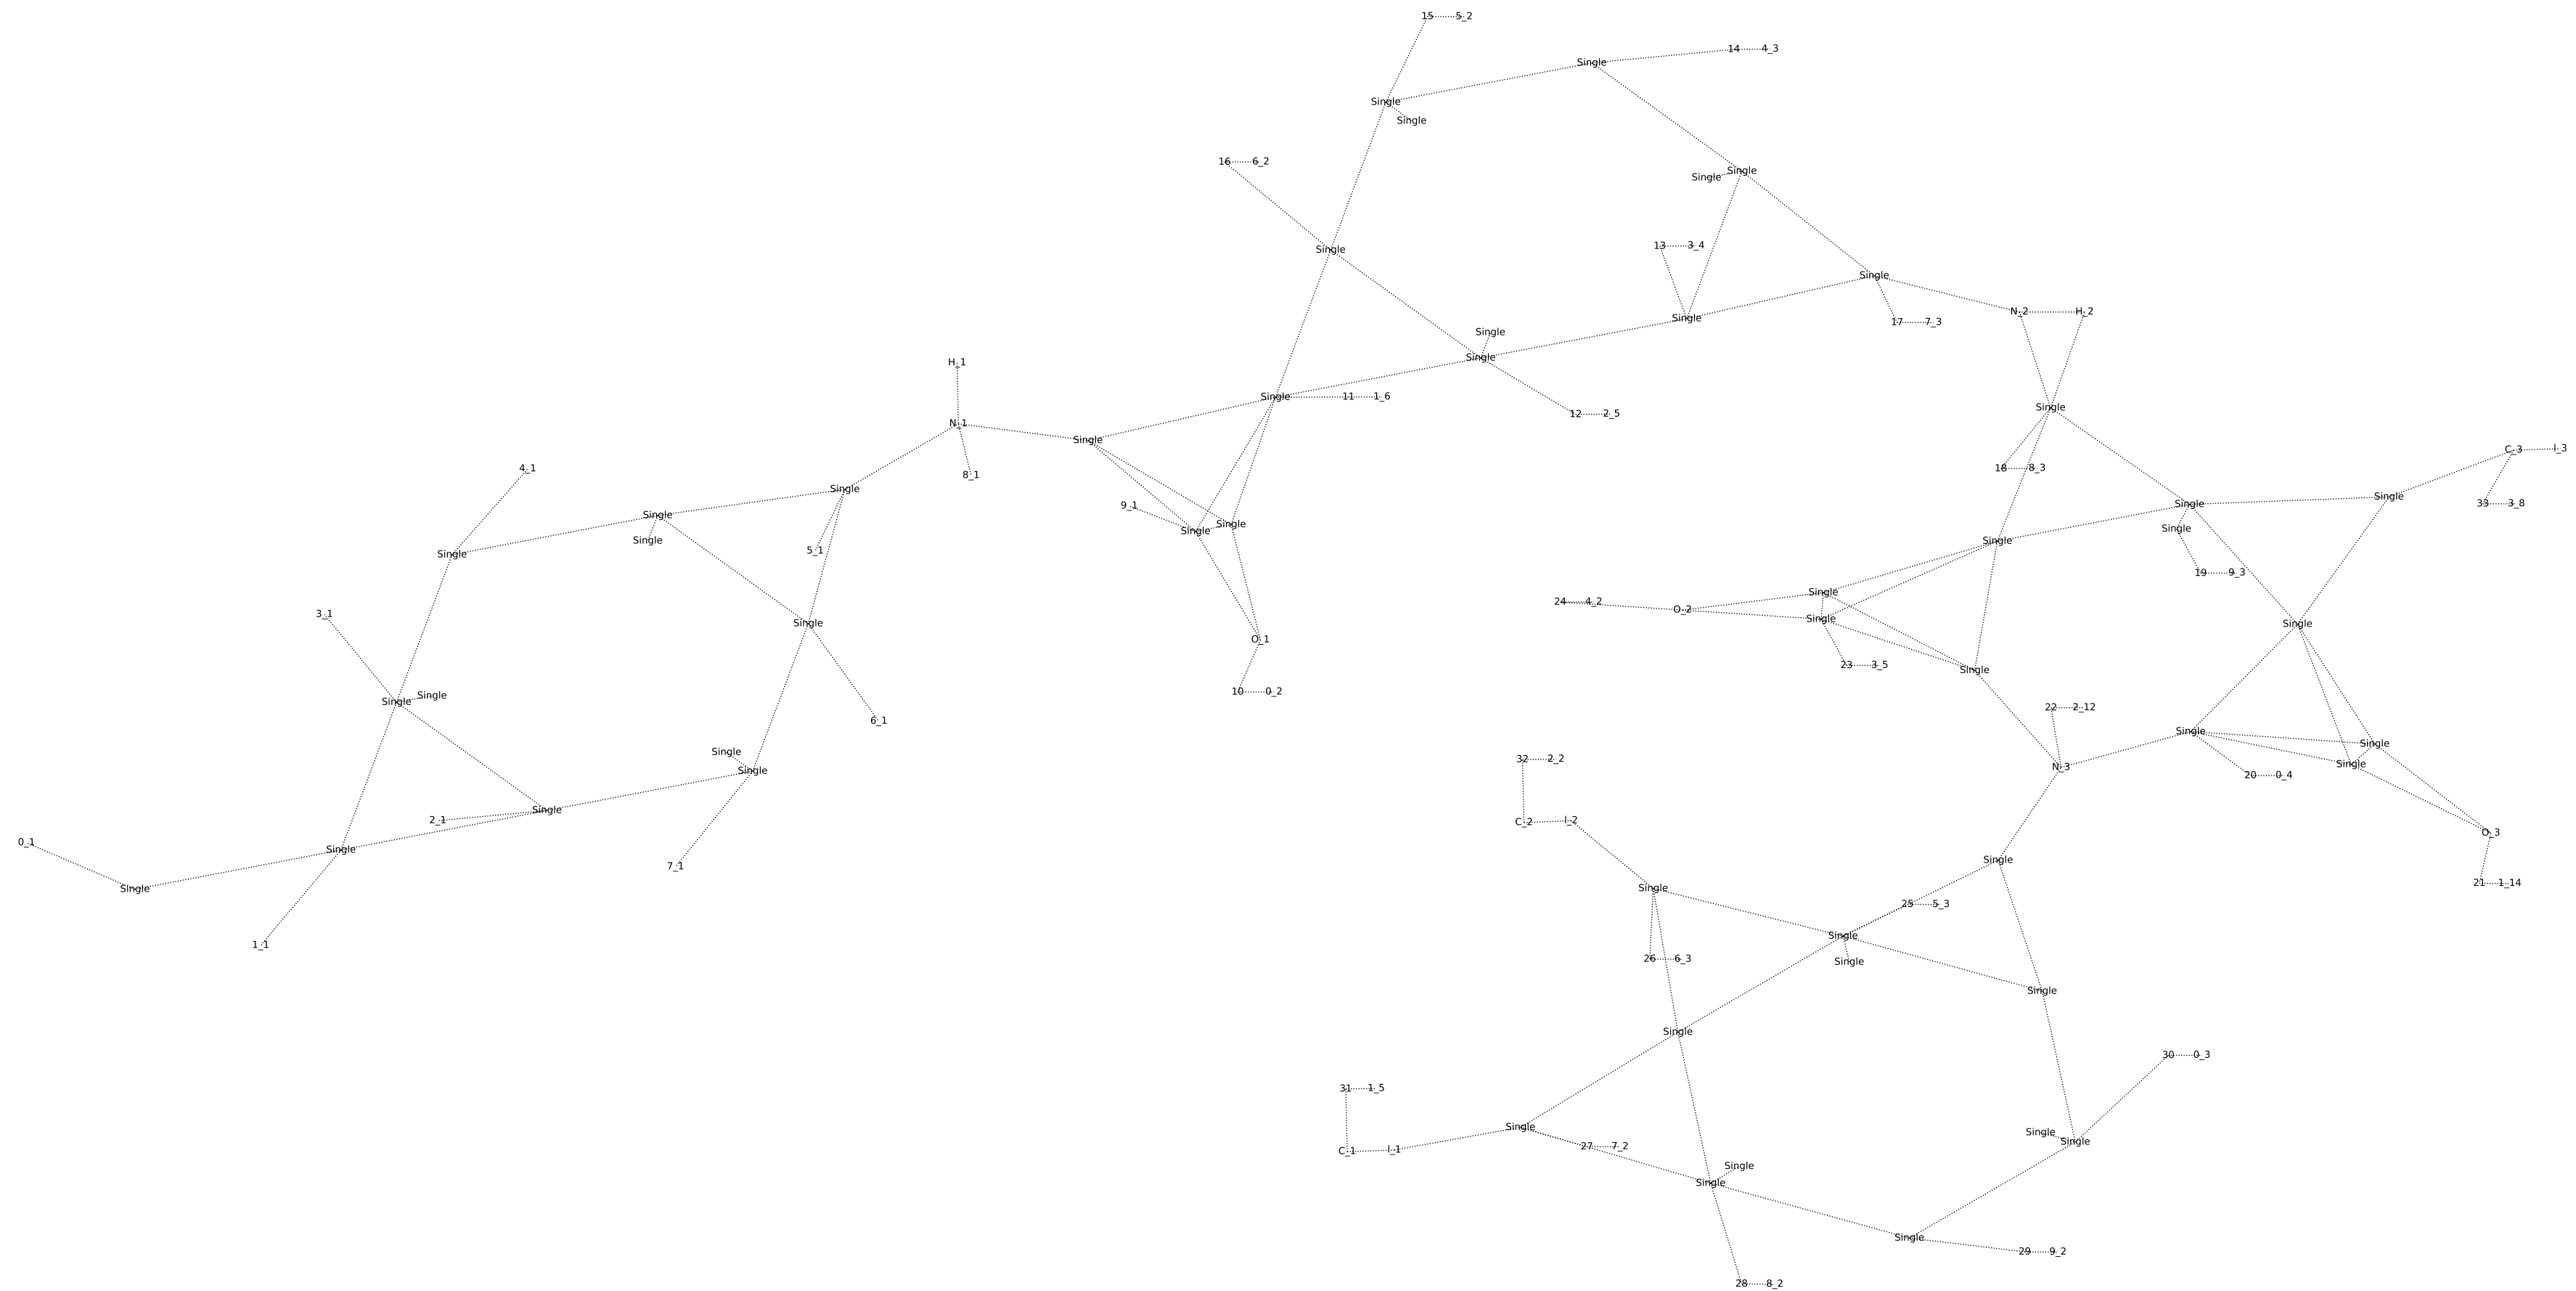 15 5_2
14 4_3
Single
Single
Single
16 6_2
Single
Single
13 3_4
Single
Single
N_2 H_2
Single
17 7_3
Single
Single
H_1
Single
11 1_6
Single
12 2_5
N_1
Single
C_3 I_3
4_1
18 8_3
8_1
Single
Single
33 3_8
Single
9_1
Single
Single
Single
Single
19 9_3
Single
Single
5_1
Single
Single
24 4_2
O_2
3_1
Single
Single
Single
O_1
23 3_5
Single
10 0_2
Single
Single
22 2_12
6_1
Single
Single
Single
32 2_2
Single
N_3
Single
20 0_4
Single
2_1
C_2 I_2
O_3
0_1
Single
Single
7_1
21 1_14
Single
Single
25 5_3
Single
1_1
26 6_3
Single
Single
Single
30 0_3
31 1_5
Single
Single
Single
27 7_2
C_1 I_1
Single
Single
Single
29 9_2
28 8_2